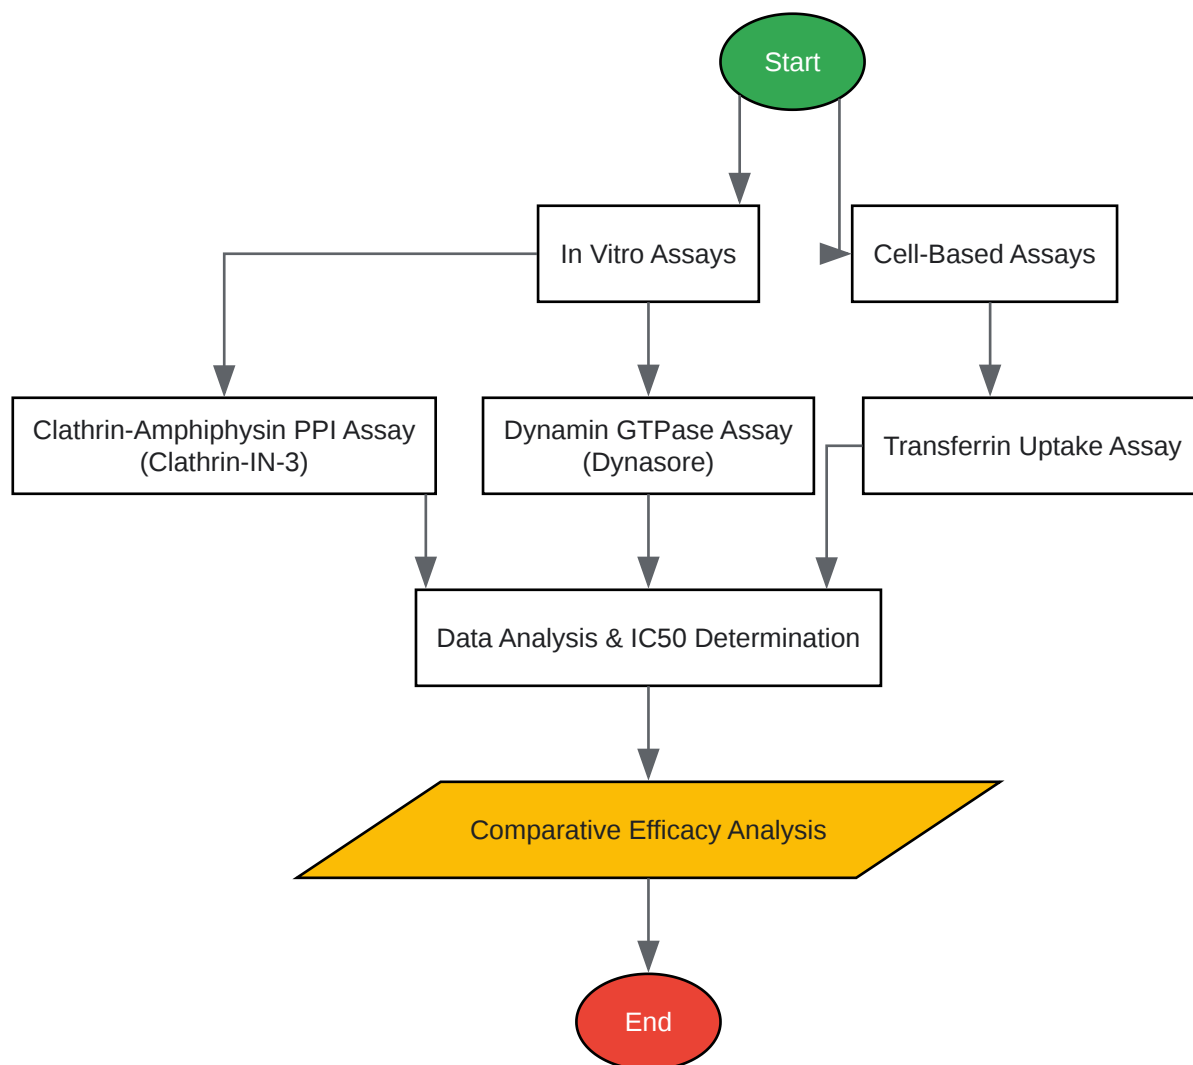 Start
In Vitro Assays
Cell-Based Assays
Clathrin-Amphiphysin PPI Assay
(Clathrin-IN-3)
Dynamin GTPase Assay
(Dynasore)
Transferrin Uptake Assay
Data Analysis & IC50 Determination
Comparative Efficacy Analysis
End